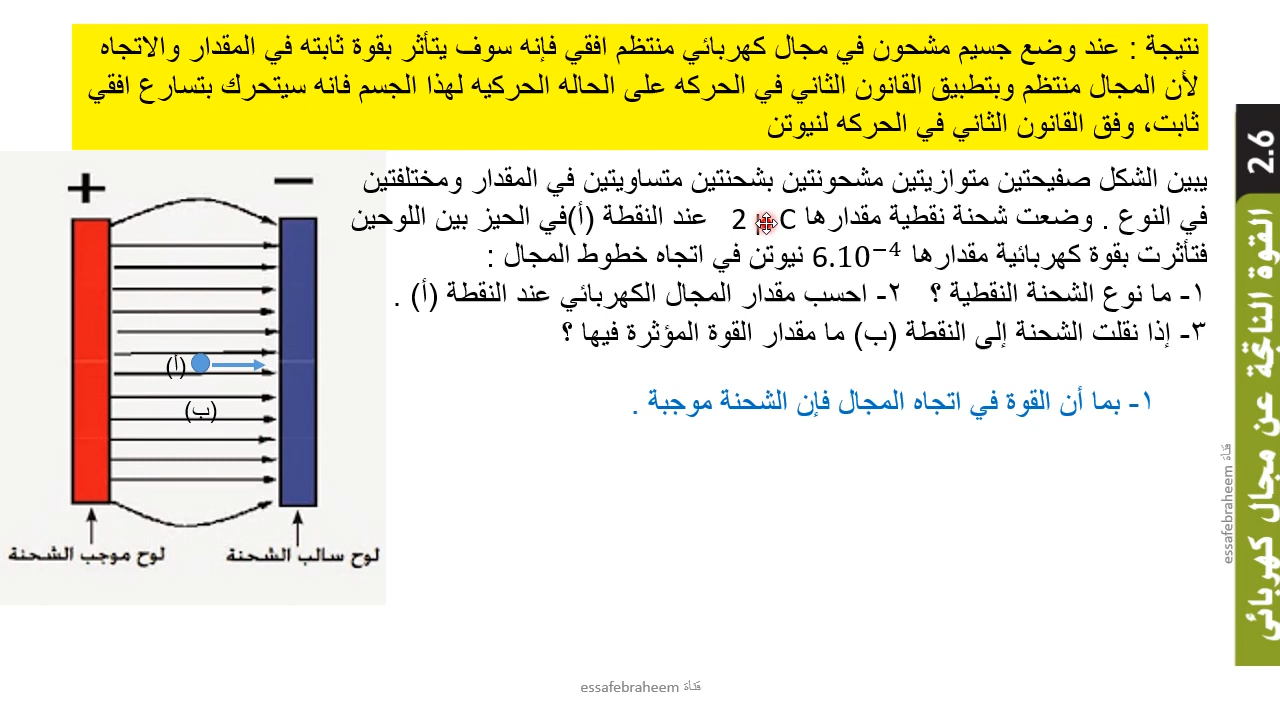 نتيجة : عند وضع جسيم مشحون في مجال كهربائي منتظم افقي فإنه سوف يتأثر بقوة ثابته في المقدار والاتجاه
لأن المجال منتظم وبتطبيق القانون الثاني في الحركه على الحاله الحركيه لهذا الجسم فانه سيتحرك بتسارع افقي
ثابت، وفق القانون الثاني في الحركه لنيوتن
يبين الشكل صفيحتين متوازيتين مشحونتين بشحنتين متساويتين في المقدار ومختلفتين
في النوع . وضعت شحنة نقطية مقدارها 2 C عند النقطة (أ)في الحيز بين اللوحين
فتأثرت بقوة كهربائية مقدارها 6.10⁻⁴ نيوتن في اتجاه خطوط المجال :
١- ما نوع الشحنة النقطية ؟ ٢- احسب مقدار المجال الكهربائي عند النقطة (أ) .
٣- إذا نقلت الشحنة إلى النقطة (ب) ما مقدار القوة المؤثرة فيها ؟
١- بما أن القوة في اتجاه المجال فإن الشحنة موجبة .
+
−
(أ)
(ب)
لوح موجب الشحنة
لوح سالب الشحنة
2.6
القوة الناتجة عن مجال كهربائي
قناة essafebraheem
قناة essafebraheem